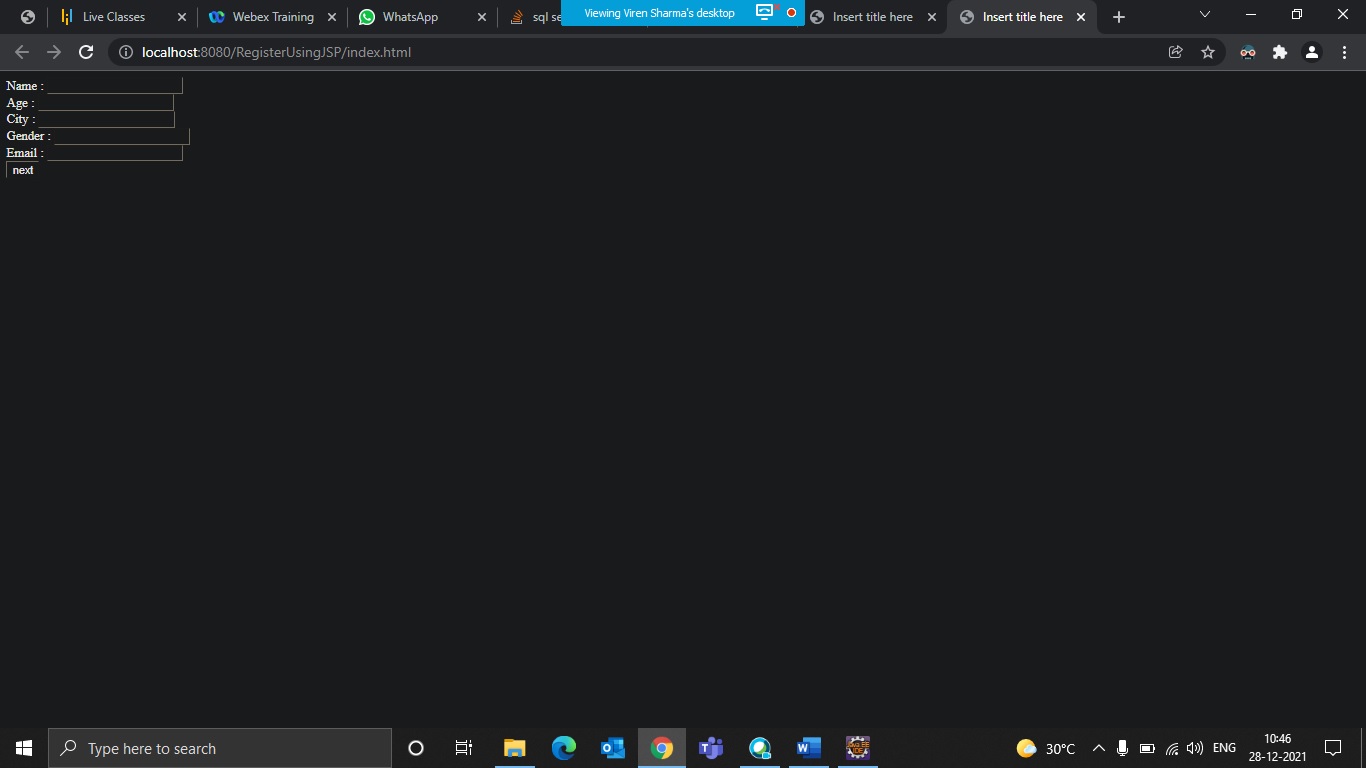 Live Classes
Webex Training
WhatsApp
sql se
Viewing Viren Sharma's desktop
Insert title here
Insert title here
localhost:8080/RegisterUsingJSP/index.html
Name :
Age :
City :
Gender :
Email :
next
Type here to search
30°C
ENG
10:46
28-12-2021